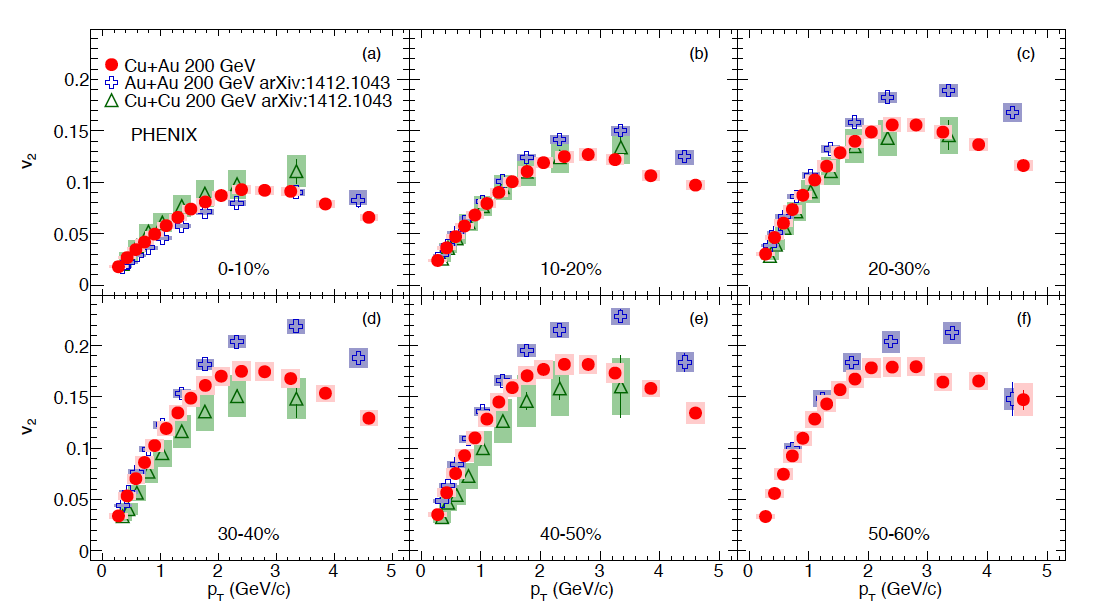 (a)
(b)
(c)
Cu+Au 200 GeV
Au+Au 200 GeV arXiv:1412.1043
Cu+Cu 200 GeV arXiv:1412.1043
PHENIX
v2
0.2
0.15
0.1
0.05
0
0-10%
10-20%
20-30%
(d)
(e)
(f)
v2
0.2
0.15
0.1
0.05
0
30-40%
40-50%
50-60%
0 1 2 3 4 5
0 1 2 3 4 5
0 1 2 3 4 5
pT (GeV/c)
pT (GeV/c)
pT (GeV/c)